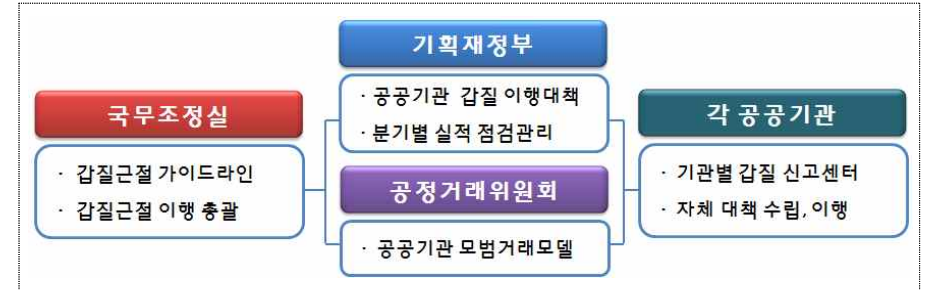 국무조정실
· 갑질근절 가이드라인
· 갑질근절 이행 총괄
기획재정부
· 공공기관 갑질 이행대책
· 분기별 실적 점검관리
공정거래위원회
· 공공기관 모범거래모델
각 공공기관
· 기관별 갑질 신고센터
· 자체 대책 수립, 이행